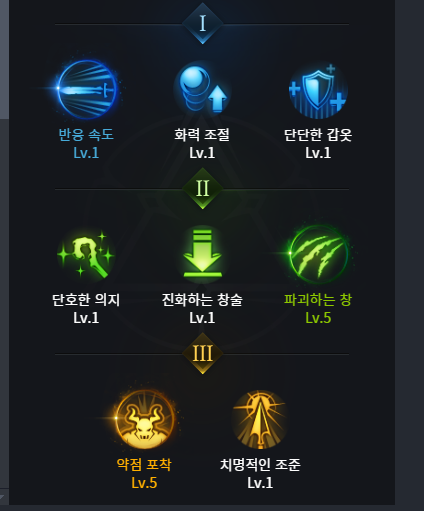 I
반응 속도 화력 조절 단단한 갑옷
Lv.1 Lv.1 Lv.1
II
단호한 의지 진화하는 창술 파괴하는 창
Lv.1 Lv.1 Lv.5
III
약점 포착 치명적인 조준
Lv.5 Lv.1